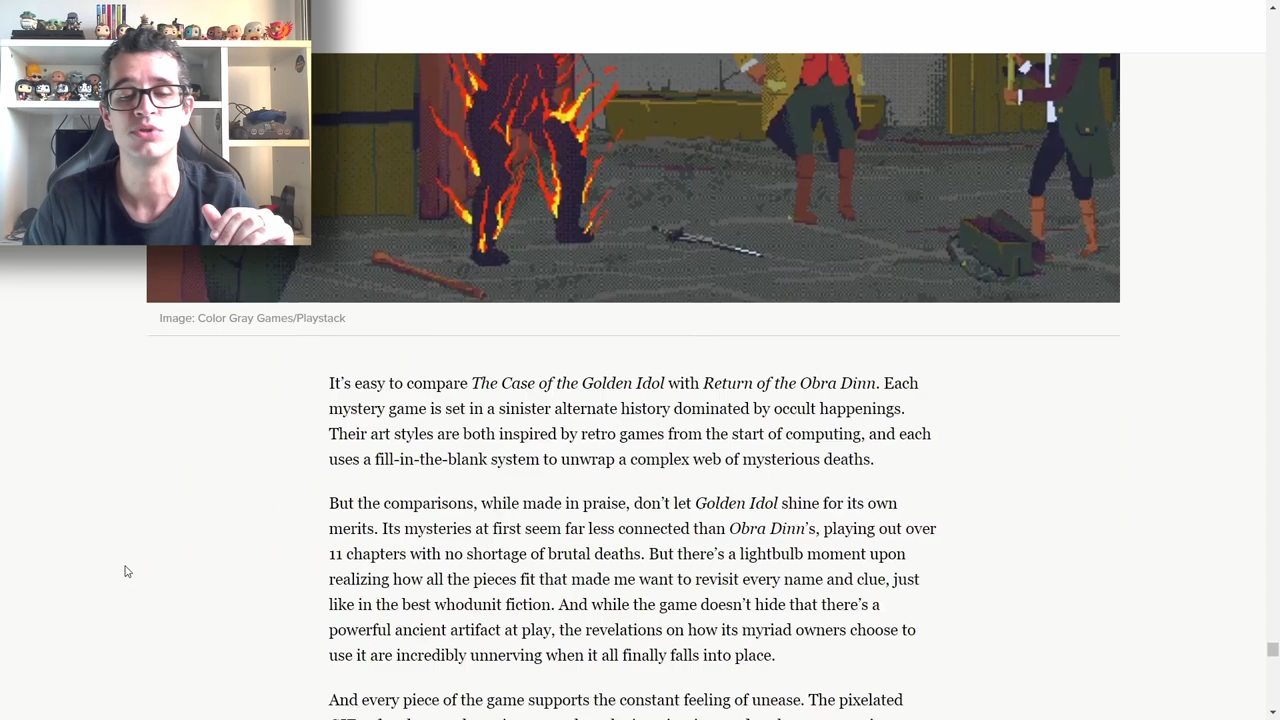 Image: Color Gray Games/Playstack
It’s easy to compare The Case of the Golden Idol with Return of the Obra Dinn. Each
mystery game is set in a sinister alternate history dominated by occult happenings.
Their art styles are both inspired by retro games from the start of computing, and each
uses a fill-in-the-blank system to unwrap a complex web of mysterious deaths.
But the comparisons, while made in praise, don’t let Golden Idol shine for its own
merits. Its mysteries at first seem far less connected than Obra Dinn’s, playing out over
11 chapters with no shortage of brutal deaths. But there’s a lightbulb moment upon
realizing how all the pieces fit that made me want to revisit every name and clue, just
like in the best whodunit fiction. And while the game doesn’t hide that there’s a
powerful ancient artifact at play, the revelations on how its myriad owners choose to
use it are incredibly unnerving when it all finally falls into place.
And every piece of the game supports the constant feeling of unease. The pixelated